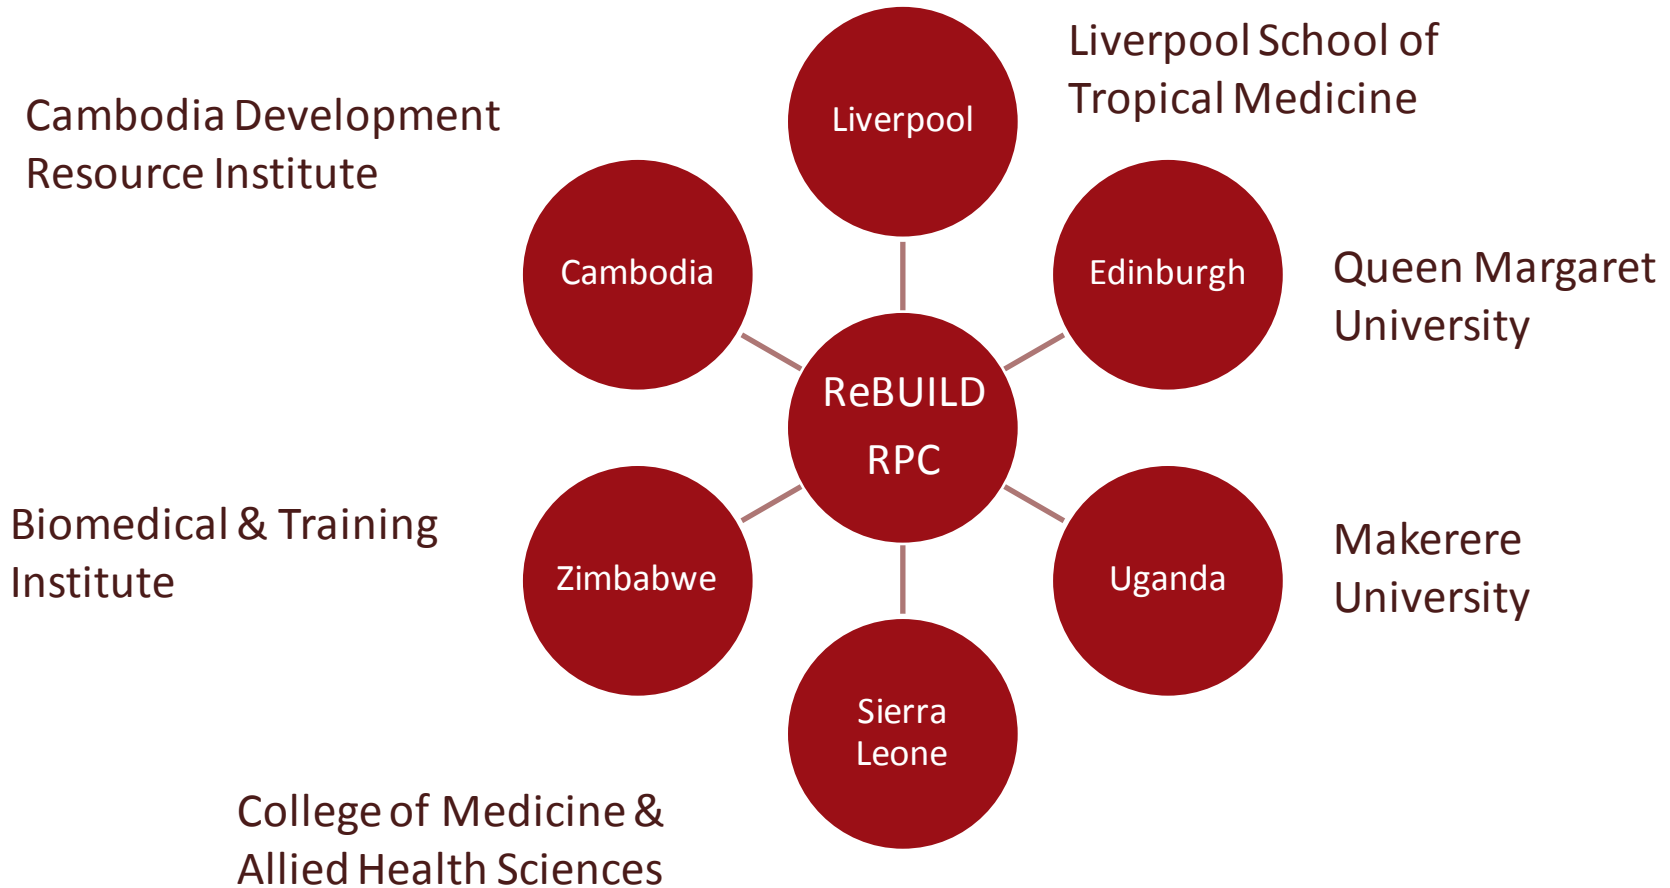 Liverpool School of
Tropical Medicine
Liverpool
Cambodia Development
Resource Institute
Cambodia
Edinburgh
Queen Margaret
University
ReBUILD
RPC
Biomedical & Training
Institute
Zimbabwe
Uganda
Makerere
University
Sierra
Leone
College of Medicine &
Allied Health Sciences